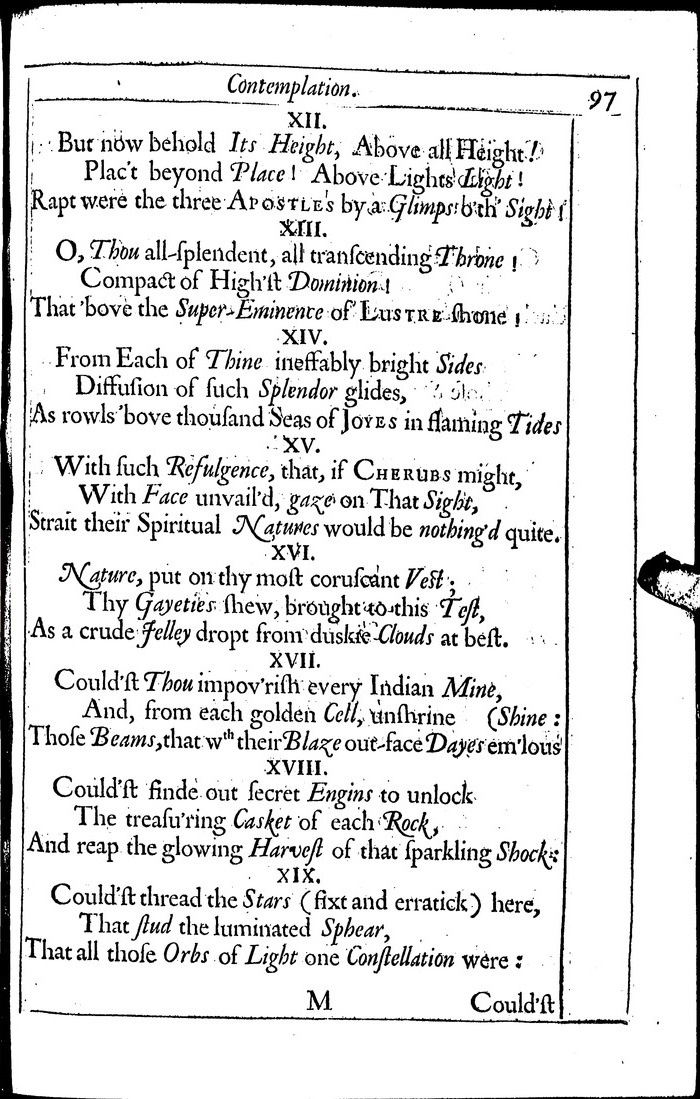 Contemplation.
97
XII.
But now behold Its Height, Above all Height!
Plac't beyond Place! Above Lights Light!
Rapt were the three APOSTLES by a Glimps o'th' Sight!
XIII.
O, Thou all-ſplendent, all tranſcending Throne!
Compact of High'ſt Dominion!
That 'bove the Super-Eminence of LUSTRE ſhone!
XIV.
From Each of Thine ineffably bright Sides
Diffuſion of ſuch Splendor glides,
As rowls 'bove thouſand Seas of JOYES in flaming Tides
XV.
With ſuch Refulgence, that, if CHERUBS might,
With Face unvail'd, gaze on That Sight,
Strait their Spiritual Natures would be nothing'd quite.
XVI.
Nature, put on thy moſt coruſcant Veſt;
Thy Gayeties ſhew, brought to this Teſt,
As a crude Jelley dropt from duskie Clouds at beſt.
XVII.
Could'ſt Thou impov'riſh every Indian Mine,
And, from each golden Cell, unſhrine (Shine:
Thoſe Beams, that wth their Blaze out-face Dayes em'lous
XVIII.
Could'ſt finde out ſecret Engins to unlock
The treaſu'ring Casket of each Rock,
And reap the glowing Harveſt of that ſparkling Shock:
XIX.
Could'ſt thread the Stars (fixt and erratick) here,
That ſtud the luminated Sphear,
That all thoſe Orbs of Light one Conſtellation were:
M Could'ſt